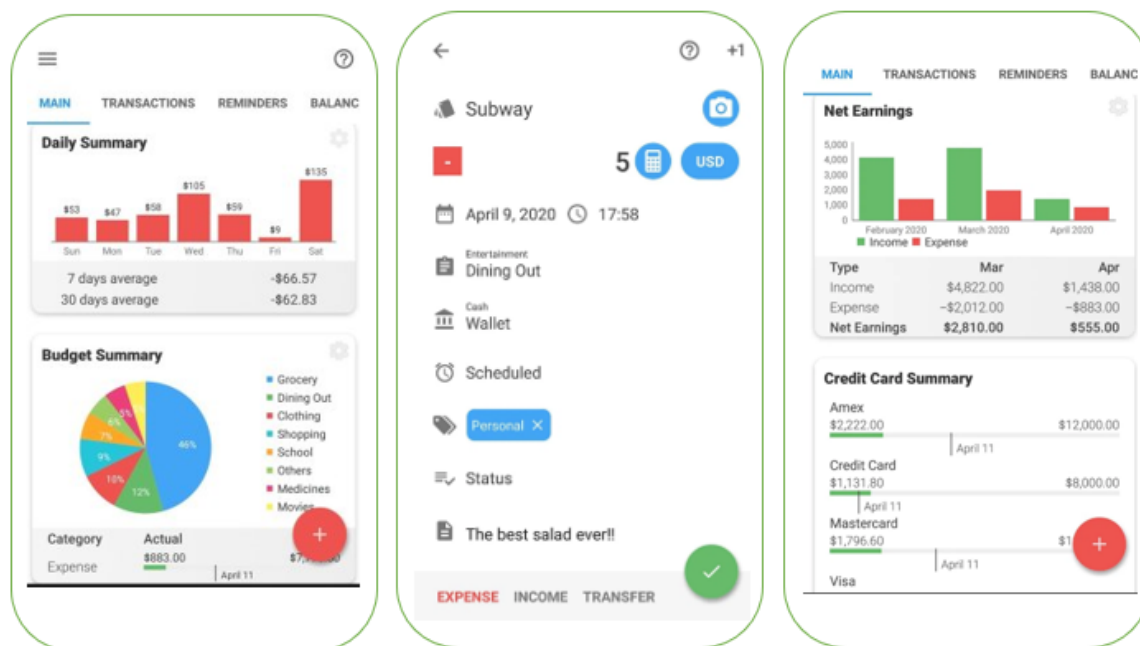 MAIN TRANSACTIONS REMINDERS BALANC
Daily Summary
$53 $47 $58 $105 $59 $9 $135
Sun Mon Tue Wed Thu Fri Sat
7 days average -$66.57
30 days average -$62.83
Budget Summary
46%
12%
10%
9%
7%
6%
5%
Grocery
Dining Out
Clothing
Shopping
School
Others
Medicines
Movies
Category Actual
Expense $883.00
April 11
+
+1
Subway
- 5 USD
April 9, 2020 17:58
Entertainment
Dining Out
Cash
Wallet
Scheduled
Personal X
Status
The best salad ever!!
EXPENSE INCOME TRANSFER
MAIN TRANSACTIONS REMINDERS BALANC
Net Earnings
5,000
4,000
3,000
2,000
1,000
0
February 2020 March 2020 April 2020
Income Expense
Type Mar Apr
Income $4,822.00 $1,438.00
Expense -$2,012.00 -$883.00
Net Earnings $2,810.00 $555.00
Credit Card Summary
Amex
$2,222.00 $12,000.00
April 11
Credit Card
$1,131.80 $8,000.00
April 11
Mastercard
$1,796.60
April 11
Visa
+